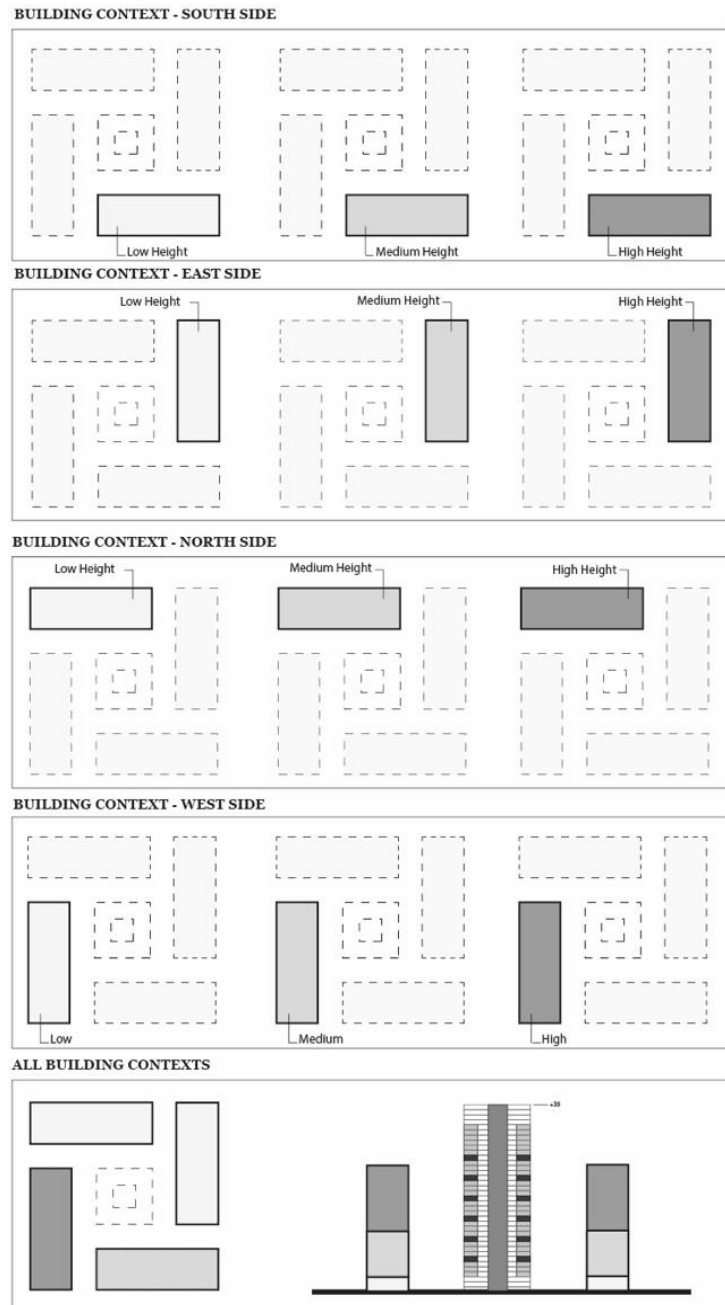 BUILDING CONTEXT - SOUTH SIDE
Low Height
Medium Height
High Height
BUILDING CONTEXT - EAST SIDE
Low Height
Medium Height
High Height
BUILDING CONTEXT - NORTH SIDE
Low Height
Medium Height
High Height
BUILDING CONTEXT - WEST SIDE
Low
Medium
High
ALL BUILDING CONTEXTS
+30